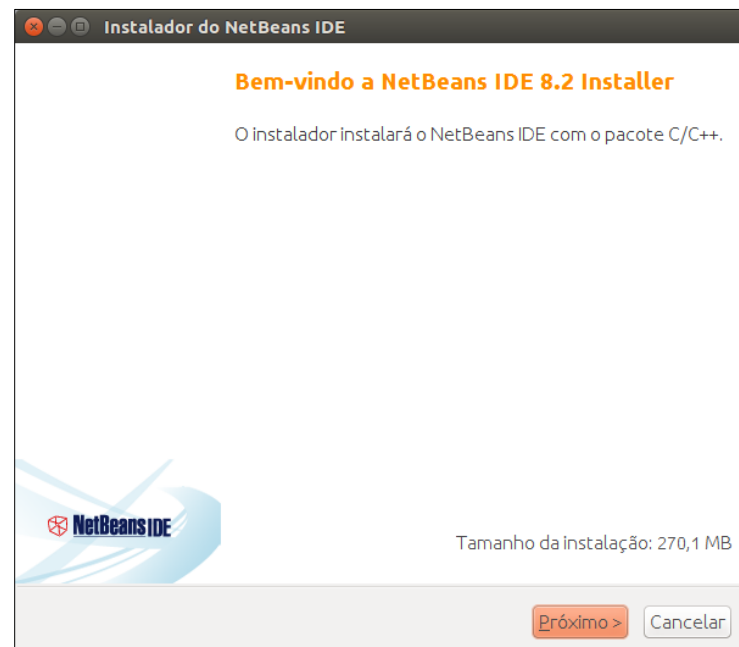 Instalador do NetBeans IDE
Bem-vindo a NetBeans IDE 8.2 Installer
O instalador instalará o NetBeans IDE com o pacote C/C++.
NetBeans IDE
Tamanho da instalação: 270,1 MB
Próximo >
Cancelar